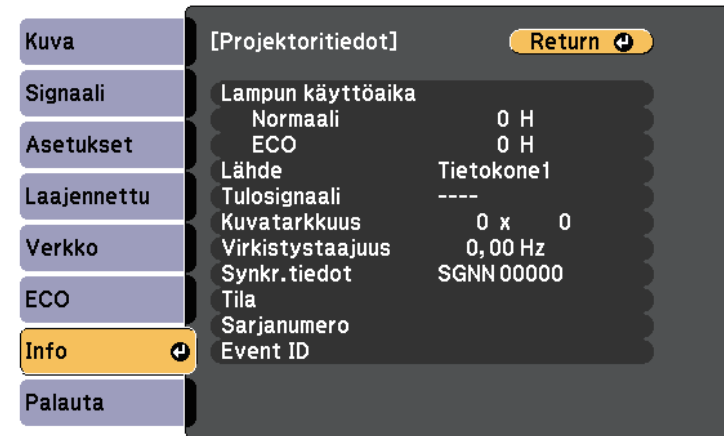 Kuva
Signaali
Asetukset
Laajennettu
Verkko
ECO
Info
Palauta
[Projektoritiedot] Return
Lampun käyttöaika
Normaali 0 H
ECO 0 H
Lähde Tietokone1
Tulosignaali ----
Kuvatarkkuus 0 x 0
Virkistystaajuus 0,00 Hz
Synkr.tiedot SGNN 00000
Tila
Sarjanumero
Event ID